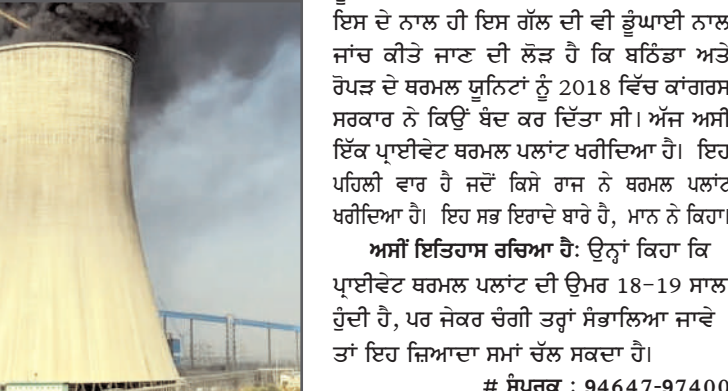 ਇਸ ਦੇ ਨਾਲ ਹੀ ਇਸ ਗੱਲ ਦੀ ਵੀ ਡੂੰਘਾਈ ਨਾਲ
ਜਾਂਚ ਕੀਤੇ ਜਾਣ ਦੀ ਲੋੜ ਹੈ ਕਿ ਬਠਿੰਡਾ ਅਤੇ
ਰੋਪੜ ਦੇ ਥਰਮਲ ਯੂਨਿਟਾਂ ਨੂੰ 2018 ਵਿੱਚ ਕਾਂਗਰਸ
ਸਰਕਾਰ ਨੇ ਕਿਉਂ ਬੰਦ ਕਰ ਦਿੱਤਾ ਸੀ। ਅੱਜ ਅਸੀਂ
ਇੱਕ ਪ੍ਰਾਈਵੇਟ ਥਰਮਲ ਪਲਾਂਟ ਖਰੀਦਿਆ ਹੈ। ਇਹ
ਪਹਿਲੀ ਵਾਰ ਹੈ ਜਦੋਂ ਕਿਸੇ ਰਾਜ ਨੇ ਥਰਮਲ ਪਲਾਂਟ
ਖਰੀਦਿਆ ਹੈ। ਇਹ ਸਭ ਇਰਾਦੇ ਬਾਰੇ ਹੈ, ਮਾਨ ਨੇ ਕਿਹਾ।
ਅਸੀਂ ਇਤਿਹਾਸ ਰਚਿਆ ਹੈ: ਉਨ੍ਹਾਂ ਕਿਹਾ ਕਿ
ਪ੍ਰਾਈਵੇਟ ਥਰਮਲ ਪਲਾਂਟ ਦੀ ਉਮਰ 18-19 ਸਾਲ
ਹੁੰਦੀ ਹੈ, ਪਰ ਜੇਕਰ ਚੰਗੀ ਤਰ੍ਹਾਂ ਸੰਭਾਲਿਆ ਜਾਵੇ
ਤਾਂ ਇਹ ਜ਼ਿਆਦਾ ਸਮਾਂ ਚੱਲ ਸਕਦਾ ਹੈ।
# ਸੰਪਰਕ : 94647-97400